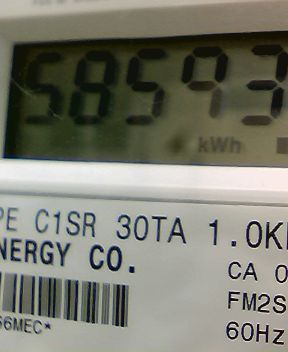 58593
kWh
PE C1SR 30TA 1.0K
NERGY CO.
CA 0
FM2S
66MEC*
60Hz